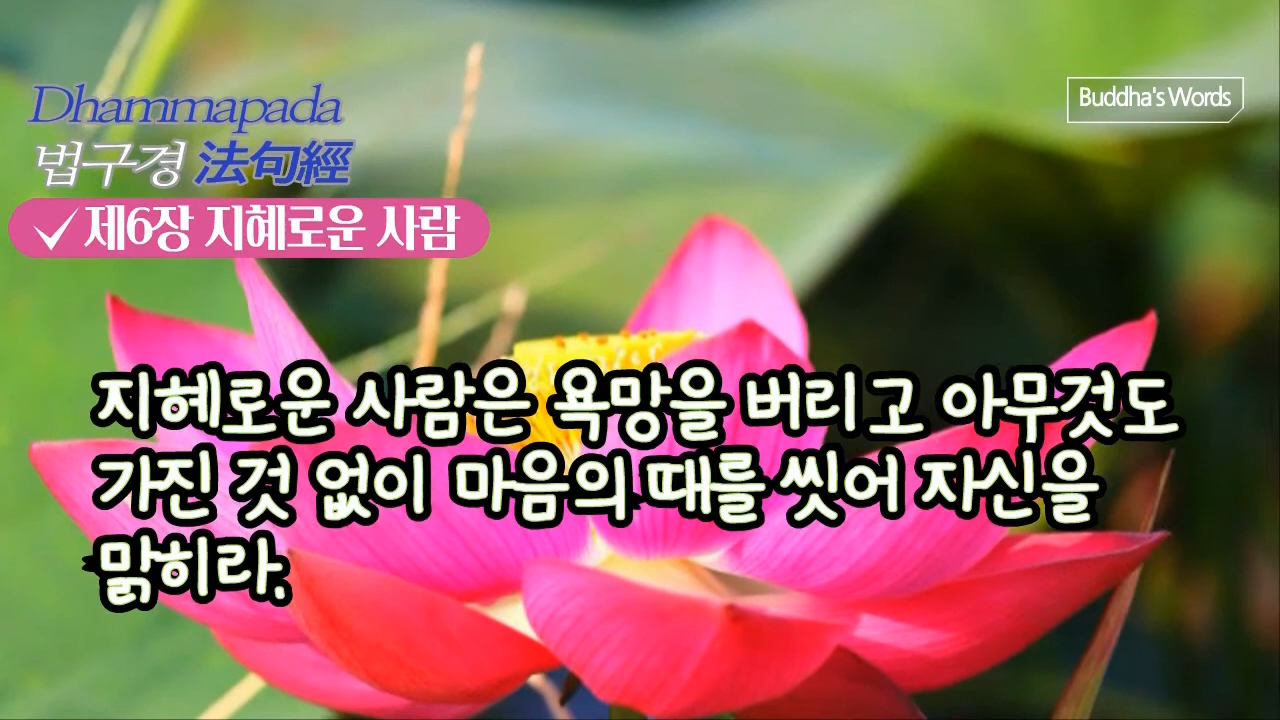 Dhammapada
법구경 法句經
제6장 지혜로운 사람
Buddha's Words
지혜로운 사람은 욕망을 버리고 아무것도
가진 것 없이 마음의 때를 씻어 자신을
맑히라.